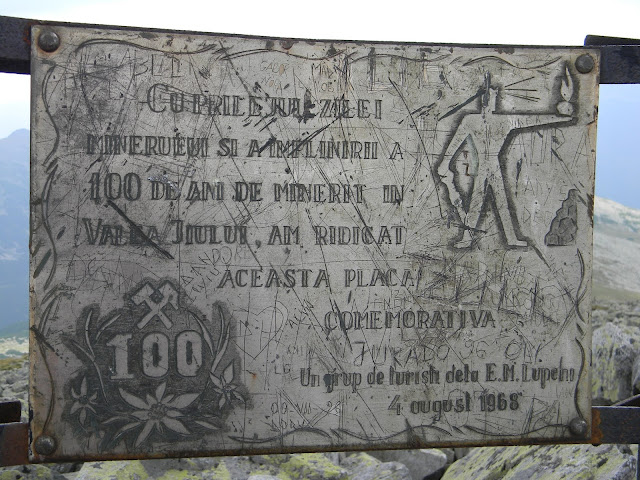 CU PRILEJUL ZILEI
MINERULUI SI A IMPLINIRII A
100 DE ANI DE MINERIT IN
VALEA JIULUI, AM RIDICAT
ACEASTA PLACA
COMEMORATIVA
100
Un grup de turisti dela E.M. Lupeni
4 august 1968